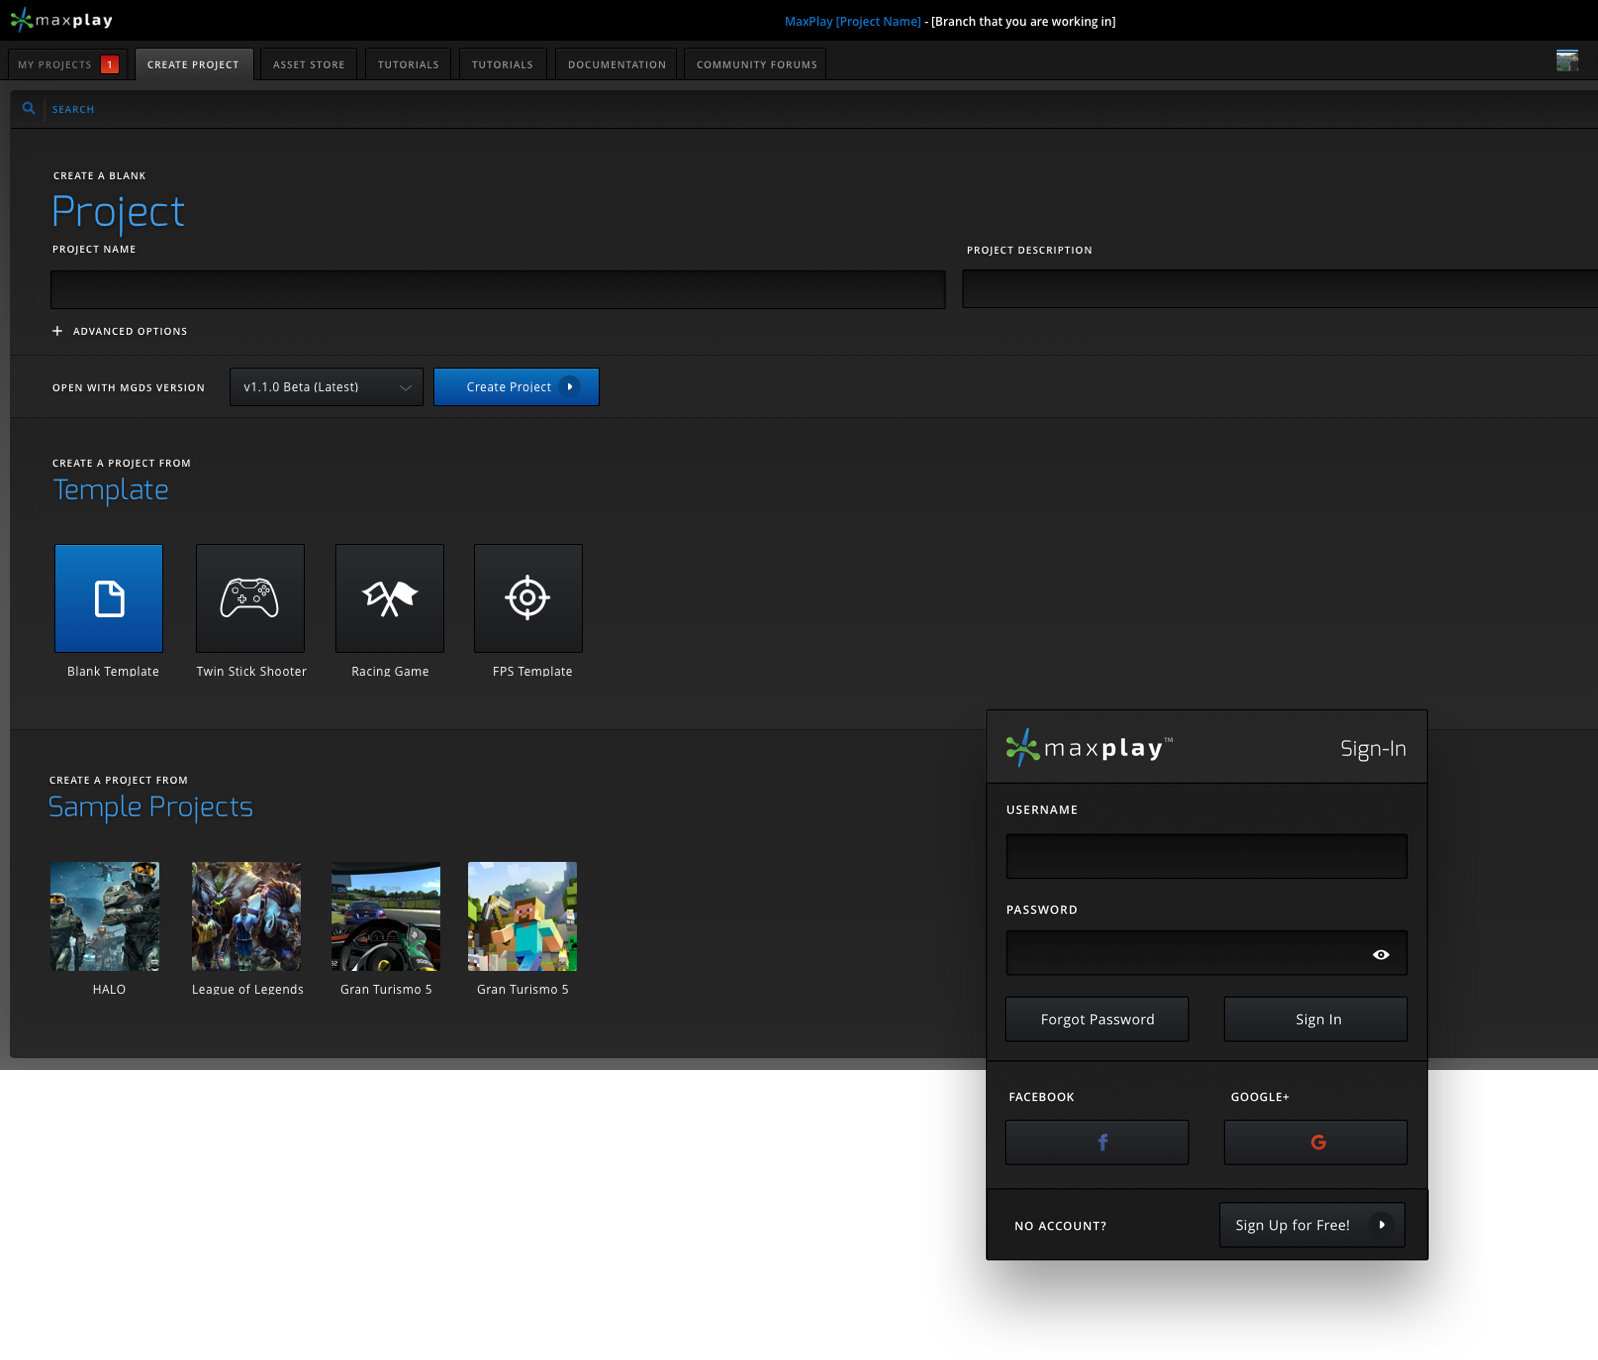 maxplay
MaxPlay [Project Name] - [Branch that you are working in]
MY PROJECTS 1 CREATE PROJECT ASSET STORE TUTORIALS TUTORIALS DOCUMENTATION COMMUNITY FORUMS
SEARCH
CREATE A BLANK
Project
PROJECT NAME
PROJECT DESCRIPTION
+ ADVANCED OPTIONS
OPEN WITH MGDS VERSION v1.1.0 Beta (Latest) Create Project
CREATE A PROJECT FROM
Template
Blank Template Twin Stick Shooter Racing Game FPS Template
CREATE A PROJECT FROM
Sample Projects
HALO League of Legends Gran Turismo 5 Gran Turismo 5
maxplay™ Sign-In
USERNAME
PASSWORD
Forgot Password Sign In
FACEBOOK GOOGLE+
f G
NO ACCOUNT? Sign Up for Free!